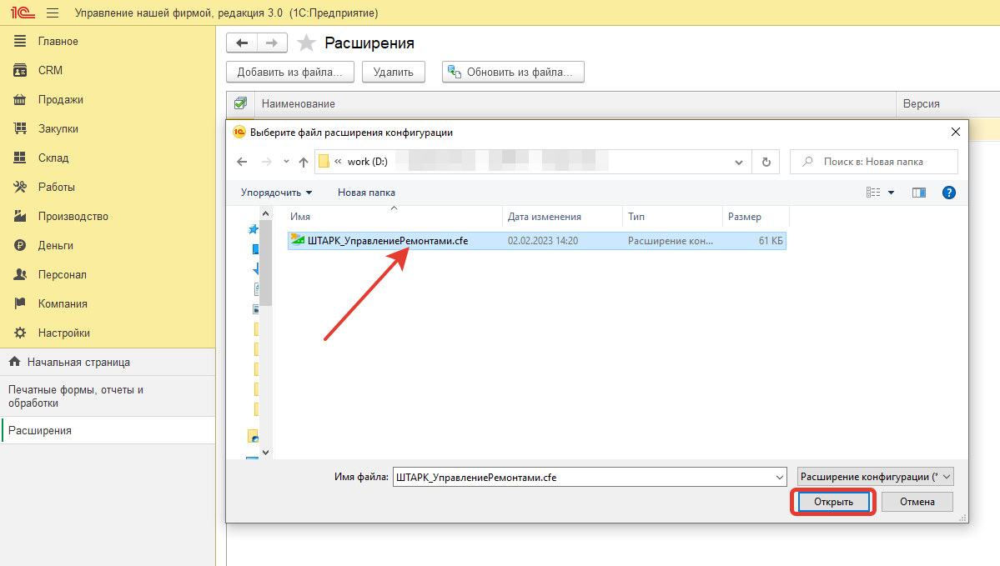 1С Управление нашей фирмой, редакция 3.0 (1С:Предприятие)
Главное
CRM
Продажи
Закупки
Склад
Работы
Производство
Деньги
Персонал
Компания
Настройки
Начальная страница
Печатные формы, отчеты и
обработки
Расширения
Расширения
Добавить из файла... Удалить Обновить из файла...
Наименование Версия
1С Выберите файл расширения конфигурации
« work (D:) Поиск в: Новая папка
Упорядочить Новая папка ?
Имя Дата изменения Тип Размер
ШТАРК_УправлениеРемонтами.cfe 02.02.2023 14:20 Расширение кон... 61 КБ
Имя файла: ШТАРК_УправлениеРемонтами.cfe Расширение конфигурации (*
Открыть Отмена